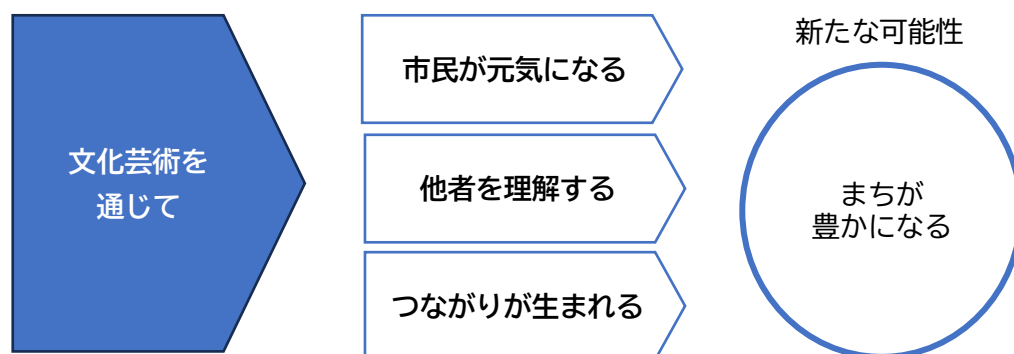 文化芸術を
通じて
市民が元気になる
他者を理解する
つながりが生まれる
新たな可能性
まちが
豊かになる